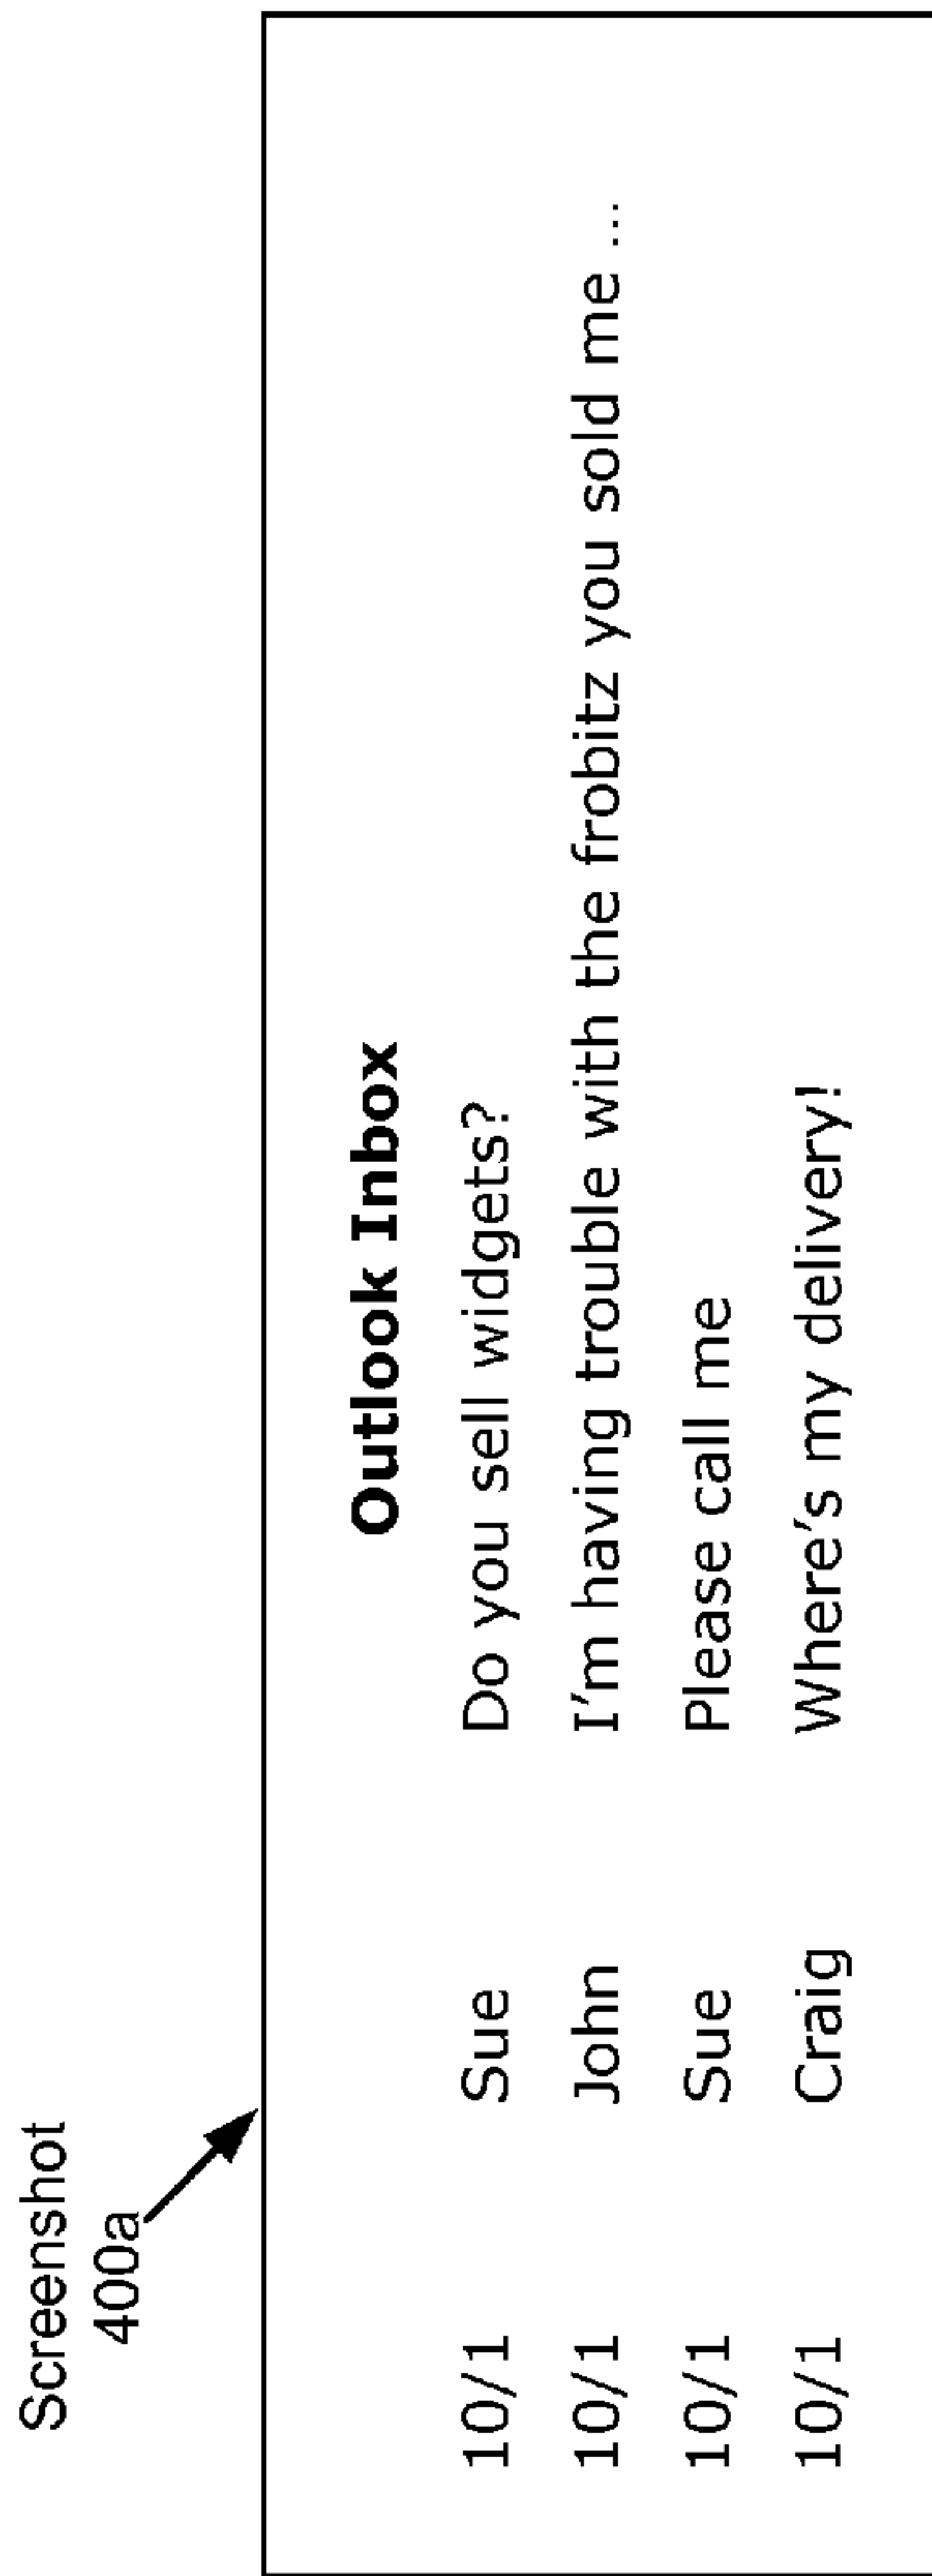 Screenshot
400a
Outlook Inbox
10/1 Sue Do you sell widgets?
10/1 John I'm having trouble with the frobitz you sold me ...
10/1 Sue Please call me
10/1 Craig Where's my delivery!